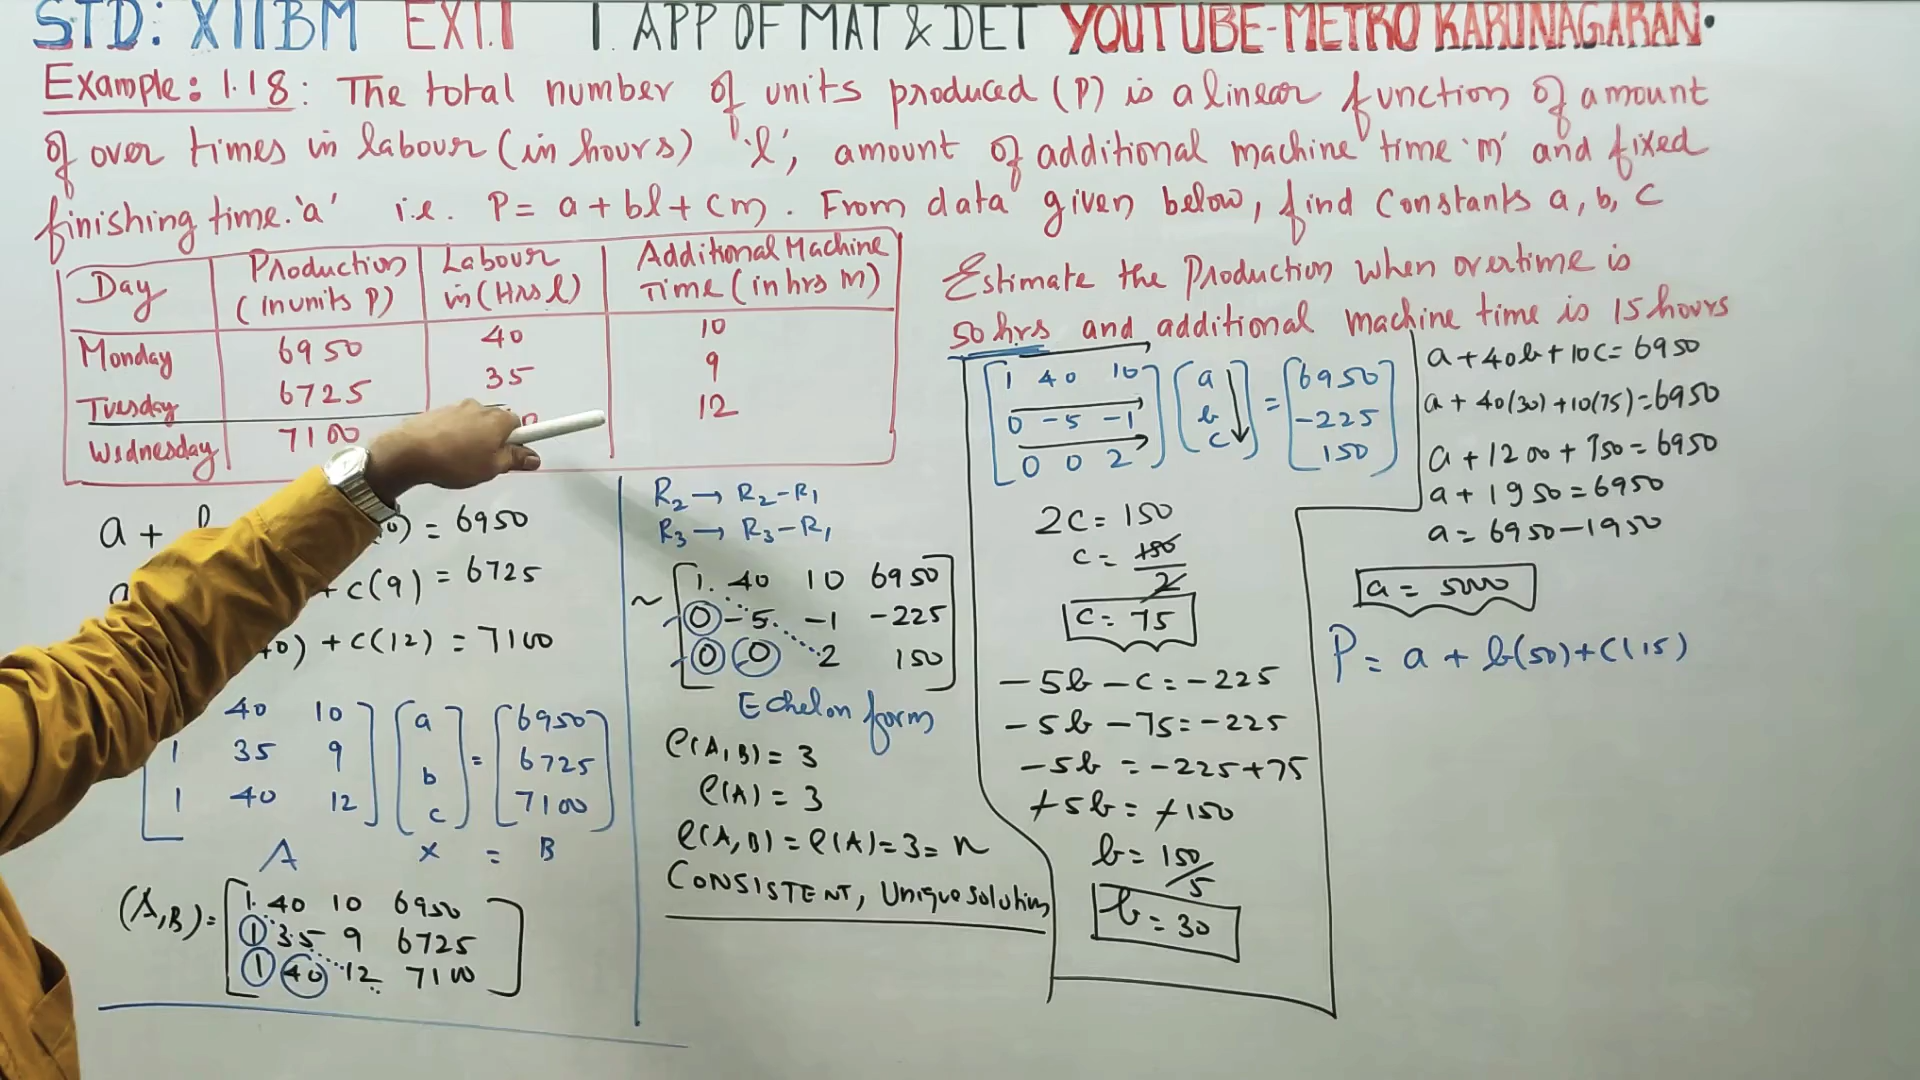 STD: XIIBM EX1.1 1. APP OF MAT & DET YOUTUBE-METRO KARUNAGARAN.
Example: 1.18: The total number of units produced (P) is a linear function of amount
of over times in labour (in hours) 'l', amount of additional machine time 'm' and fixed
finishing time. 'a' i.e. P = a + bl + cm. From data given below, find constants a, b, c
Estimate the Production when overtime is
50 hrs and additional machine time is 15 hours
Day Production (in units P) Labour in (Hrs l) Additional Machine Time (in hrs m)
Monday 6950 40 10
Tuesday 6725 35 9
Wednesday 7100 12
a + = 6950
+ c(9) = 6725
) + c(12) = 7100
40 10 a 6950
1 35 9 b = 6725
1 40 12 c 7100
A X = B
(A,B) = 1 40 10 6950
1 35 9 6725
1 40 12 7100
R2 → R2-R1
R3 → R3-R1
~ 1 40 10 6950
0 -5 -1 -225
0 0 2 150
Echelon form
ρ(A,B) = 3
ρ(A) = 3
ρ(A,B) = ρ(A) = 3 = n
CONSISTENT, Unique solution
1 40 10 a 6950
0 -5 -1 b = -225
0 0 2 c 150
2c = 150
c = 150/2
c = 75
-5b - c = -225
-5b - 75 = -225
-5b = -225+75
-5b = -150
b = 150/5
b = 30
a + 40b + 10c = 6950
a + 40(30) + 10(75) = 6950
a + 1200 + 750 = 6950
a + 1950 = 6950
a = 6950-1950
a = 5000
P = a + b(50) + c(15)